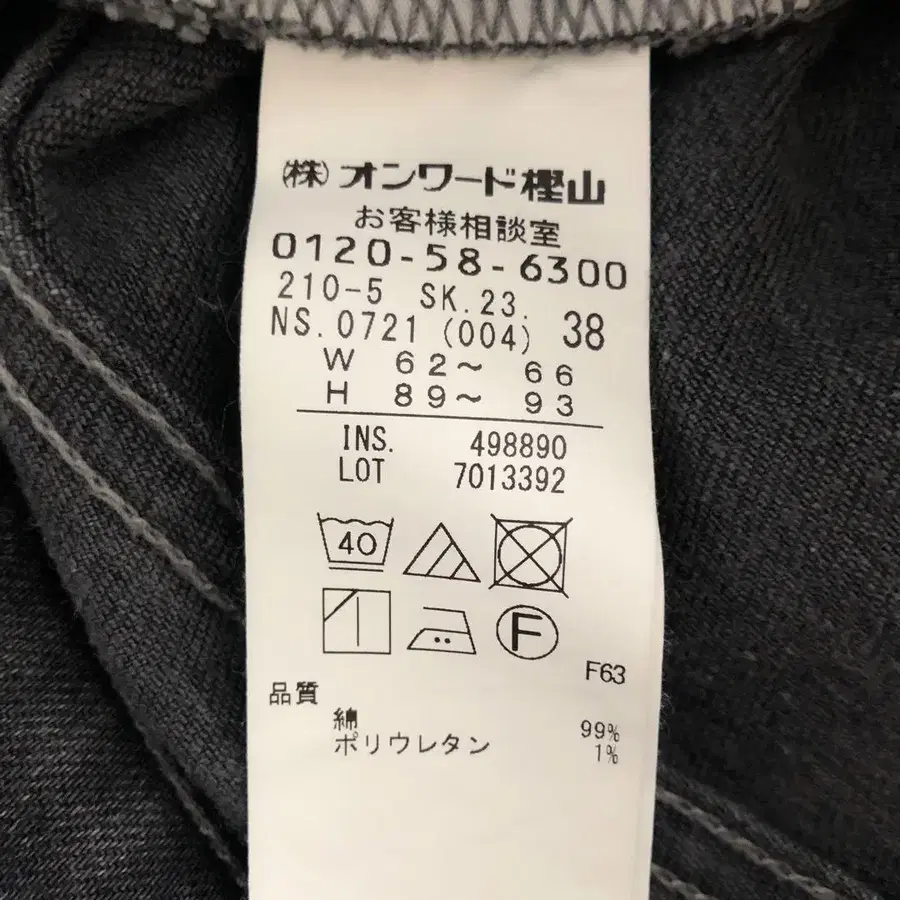 (株)オンワード樫山
お客様相談室
0120-58-6300
210-5 SK.23.
NS.0721 (004) 38
W 62~ 66
H 89~ 93
INS. 498890
LOT 7013392
40
F
F63
品質
綿 99%
ポリウレタン 1%